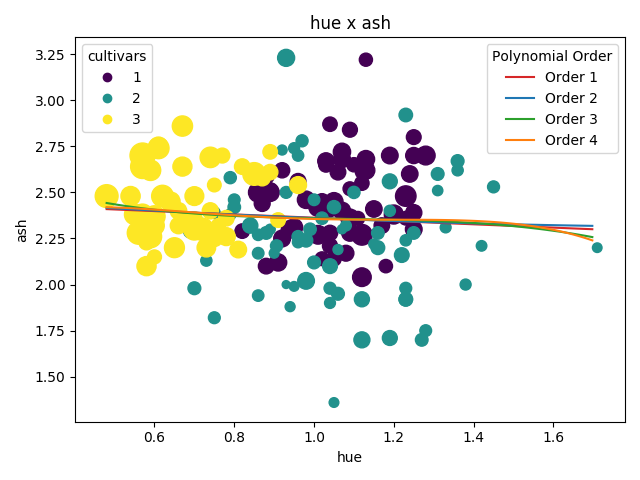 hue x ash
cultivars
1
2
3
Polynomial Order
Order 1
Order 2
Order 3
Order 4
ash
3.25
3.00
2.75
2.50
2.25
2.00
1.75
1.50
0.6 0.8 1.0 1.2 1.4 1.6
hue